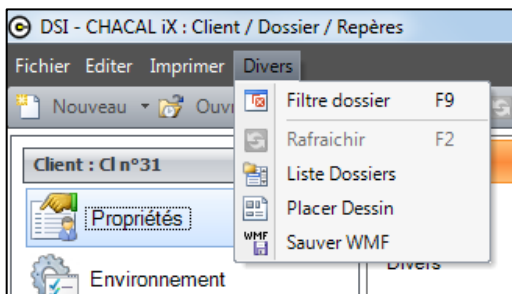 DSI - CHACAL iX : Client / Dossier / Repères
Fichier Editer Imprimer Divers
Nouveau
Filtre dossier F9
Rafraichir F2
Liste Dossiers
Placer Dessin
WMF Sauver WMF
Client : Cl n°31
Propriétés
Environnement
Divers